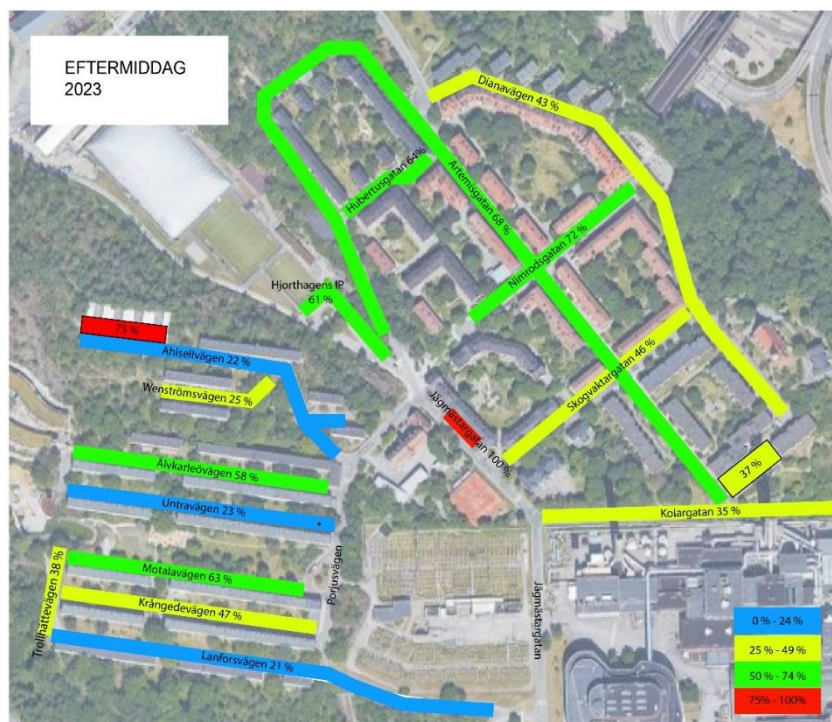 EFTERMIDDAG
2023
Dianavägen 43 %
Hubertusgatan 64%
Artemisgatan 68 %
Nimrodsgatan 72 %
Hjorthagens IP
61 %
75 %
Ahlsellvägen 22 %
Wenströmsvägen 25 %
Jägmästargatan 100 %
Skogvaktargatan 46 %
Älvkarleövägen 58 %
37 %
Untravägen 23 %
Kolargatan 35 %
Motalavägen 63 %
Porjusvägen
Krångedevägen 47 %
Trollhättevägen 38 %
Jägmästargatan
Lanforsvägen 21 %
0 % - 24 %
25 % - 49 %
50 % - 74 %
75% - 100%